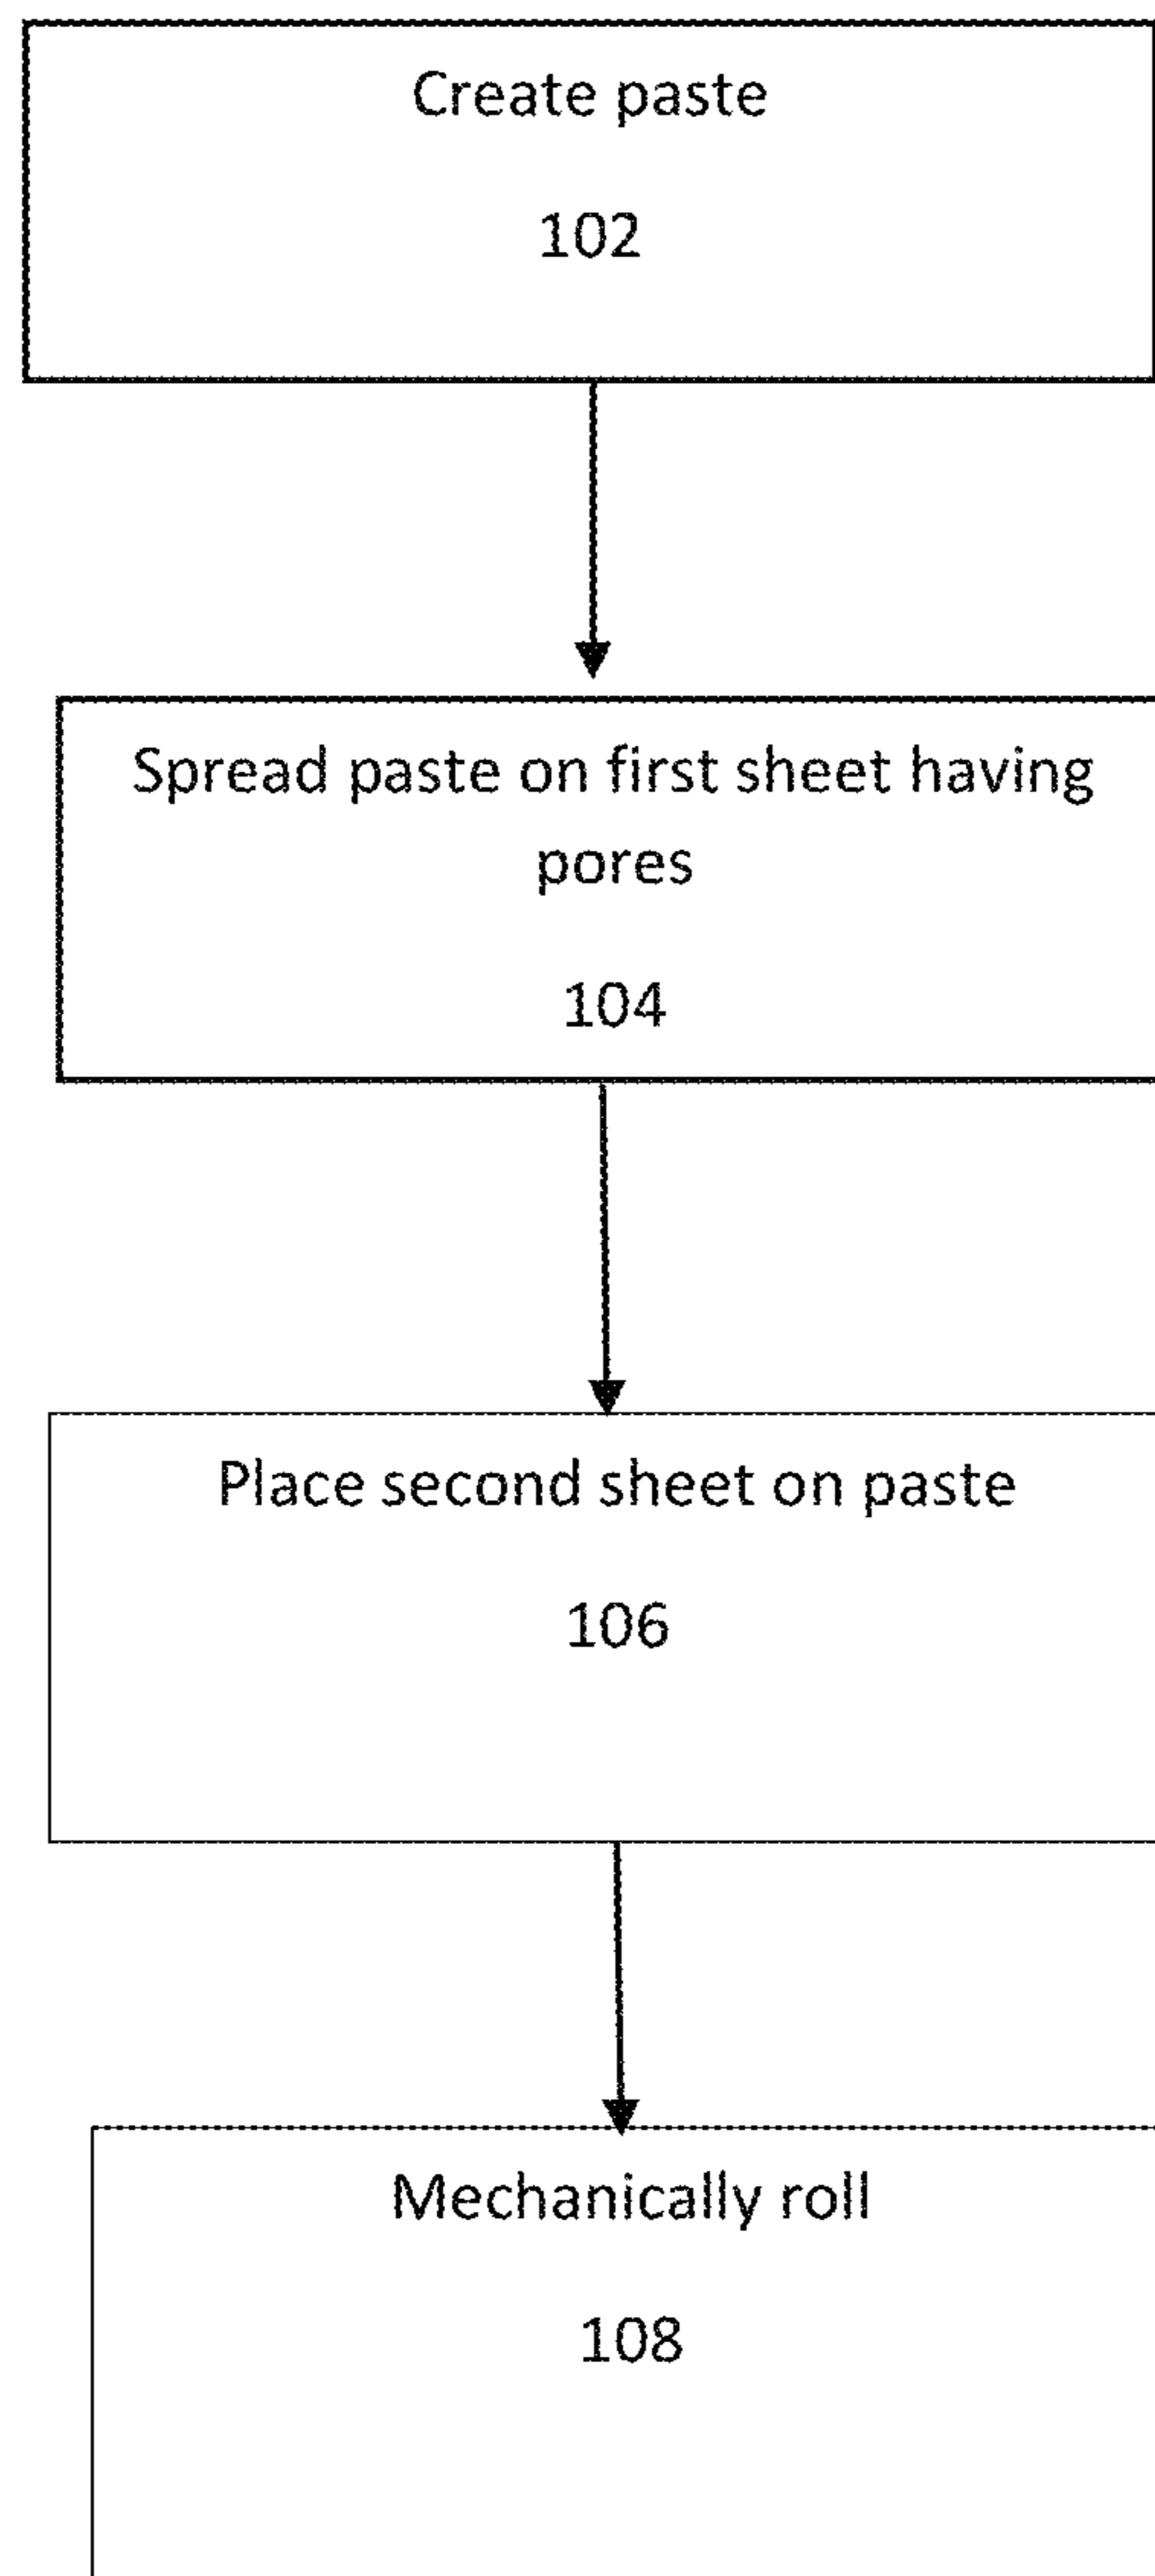 Create paste
102
Spread paste on first sheet having
pores
104
Place second sheet on paste
106
Mechanically roll
108